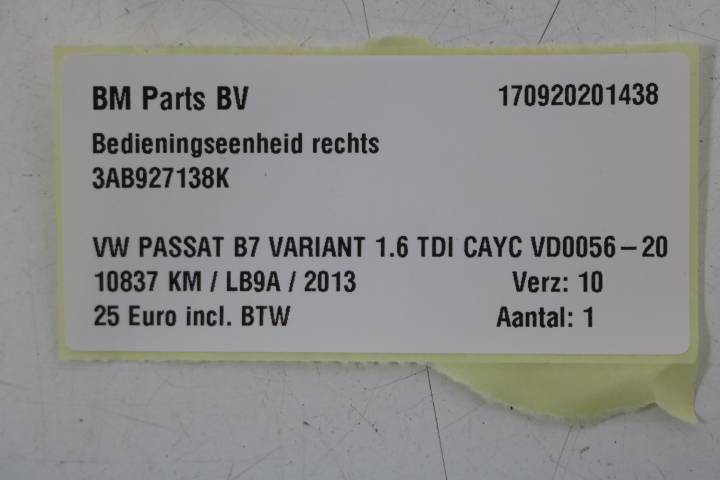 BM Parts BV 170920201438
Bedieningseenheid rechts
3AB927138K
VW PASSAT B7 VARIANT 1.6 TDI CAYC VD0056-20
10837 KM / LB9A / 2013 Verz: 10
25 Euro incl. BTW Aantal: 1